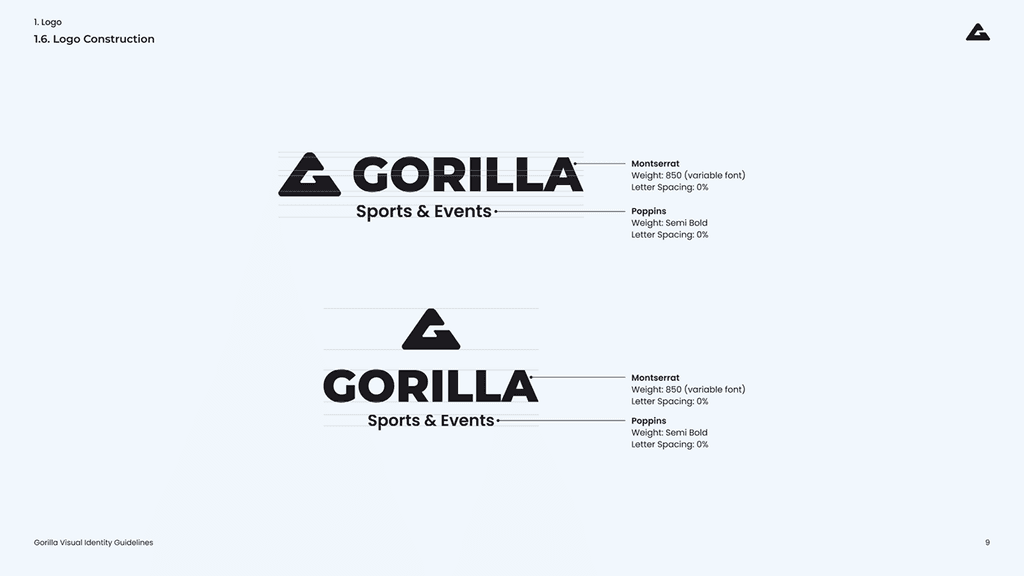 1. Logo
1.6. Logo Construction
GORILLA
Sports & Events
Montserrat
Weight: 850 (variable font)
Letter Spacing: 0%
Poppins
Weight: Semi Bold
Letter Spacing: 0%
GORILLA
Sports & Events
Montserrat
Weight: 850 (variable font)
Letter Spacing: 0%
Poppins
Weight: Semi Bold
Letter Spacing: 0%
Gorilla Visual Identity Guidelines
9